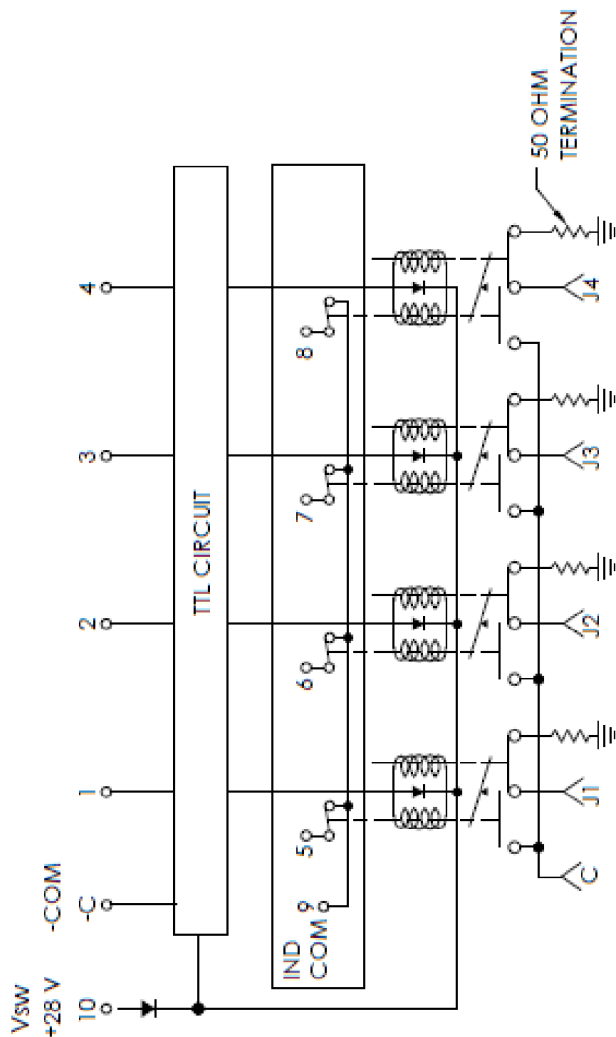 Vsw
+28 V
-COM
10
-C
1
2
3
4
TTL CIRCUIT
IND
COM 9
5
6
7
8
C
J1
J2
J3
J4
50 OHM
TERMINATION